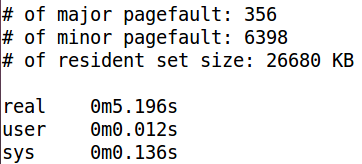 # of major pagefault: 356
# of minor pagefault: 6398
# of resident set size: 26680 KB
real 0m5.196s
user 0m0.012s
sys 0m0.136s